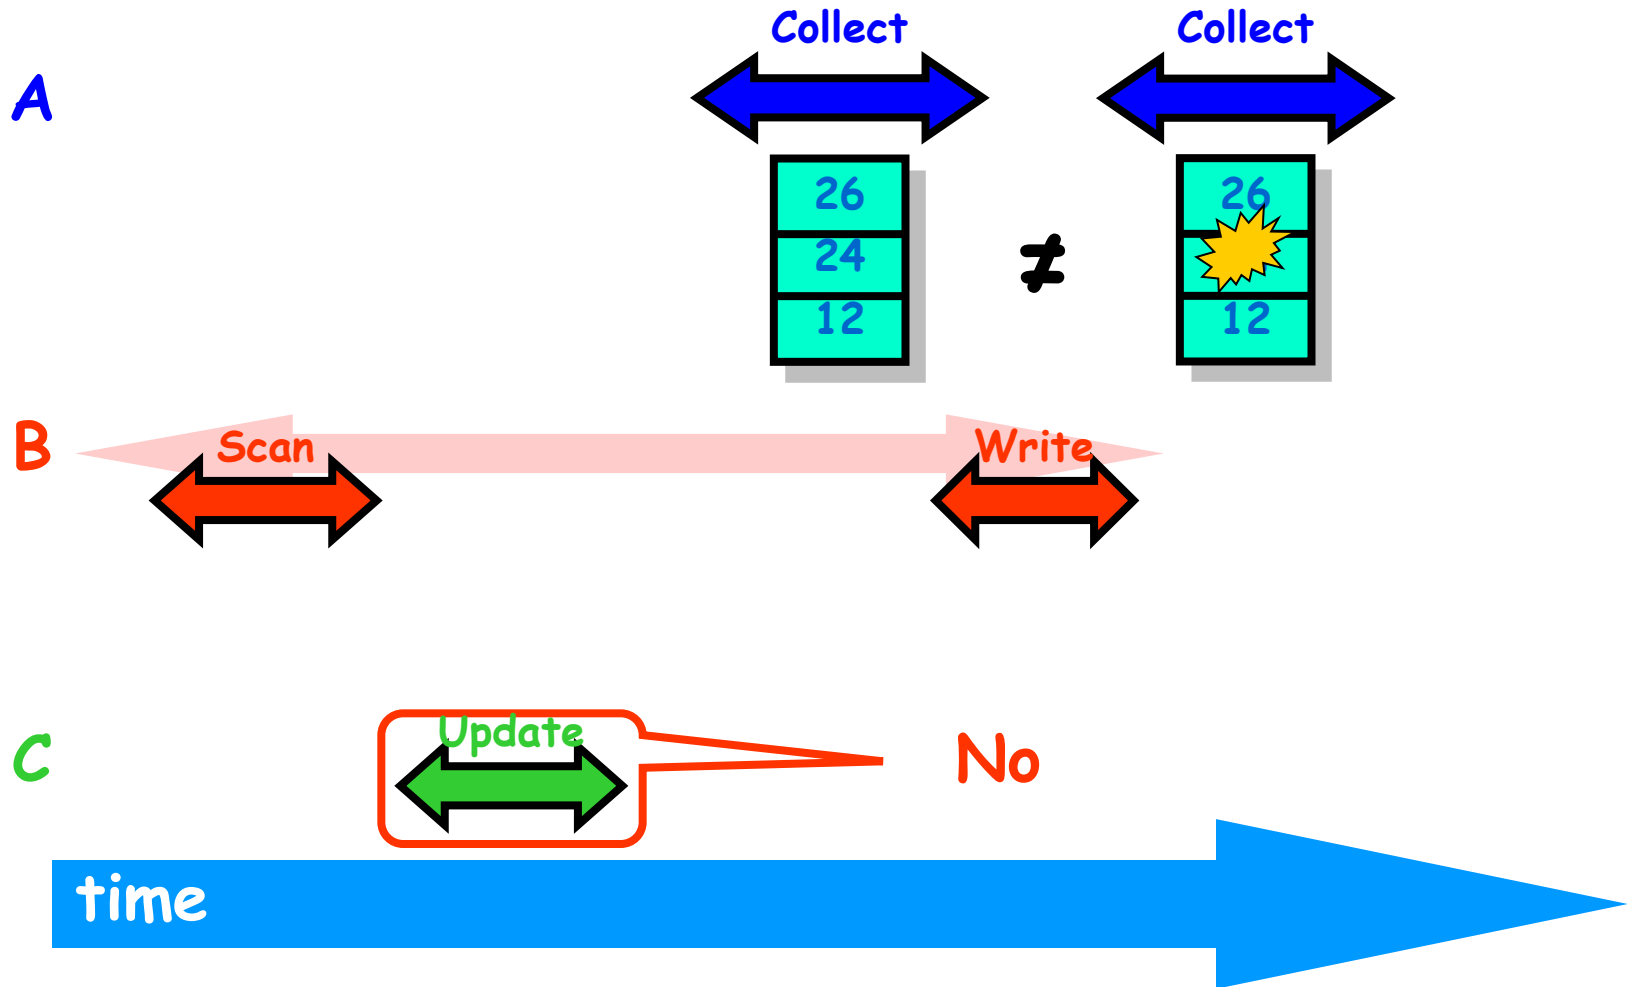 Collect Collect
A
26 26
24 ≠
12 12
B Scan Write
C Update No
time